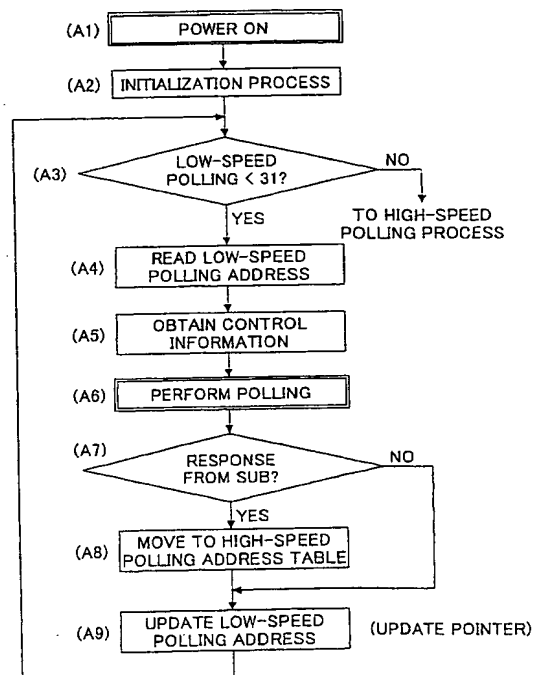 (A1) POWER ON
(A2) INITIALIZATION PROCESS
(A3) LOW-SPEED
POLLING < 31?
NO
TO HIGH-SPEED
POLLING PROCESS
YES
(A4) READ LOW-SPEED
POLLING ADDRESS
(A5) OBTAIN CONTROL
INFORMATION
(A6) PERFORM POLLING
(A7) RESPONSE
FROM SUB?
NO
YES
(A8) MOVE TO HIGH-SPEED
POLLING ADDRESS TABLE
(A9) UPDATE LOW-SPEED
POLLING ADDRESS
(UPDATE POINTER)